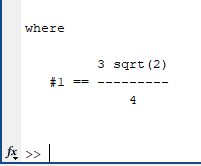 where
3 sqrt(2)
#1 == ---------
4
fx >>